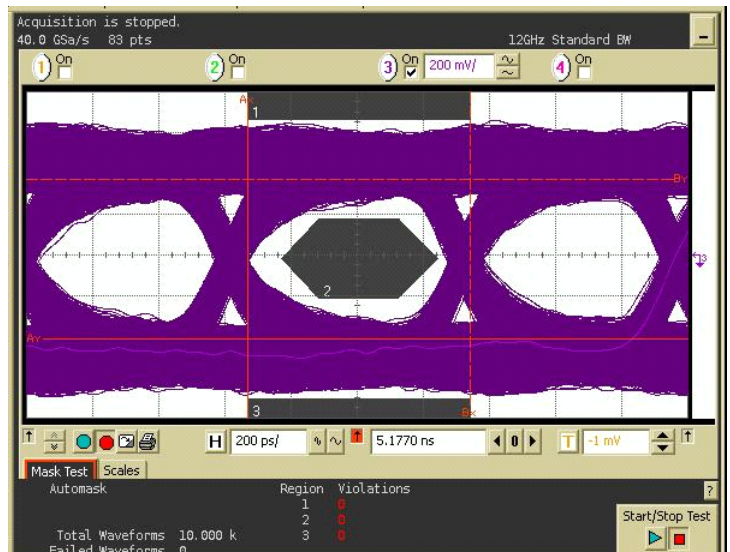 Acquisition is stopped.
40.0 GSa/s 83 pts 12GHz Standard BW
1 On 2 On 3 On 200 mV/ 4 On
Ax
1
By
2
3
Ay
3 Bx
H 200 ps/ 5.1770 ns 0 T -1 mV
Mask Test Scales
Automask Region Violations ?
1 0
2 0
Total Waveforms 10.000 k 3 0
Failed Waveforms 0
Start/Stop Test